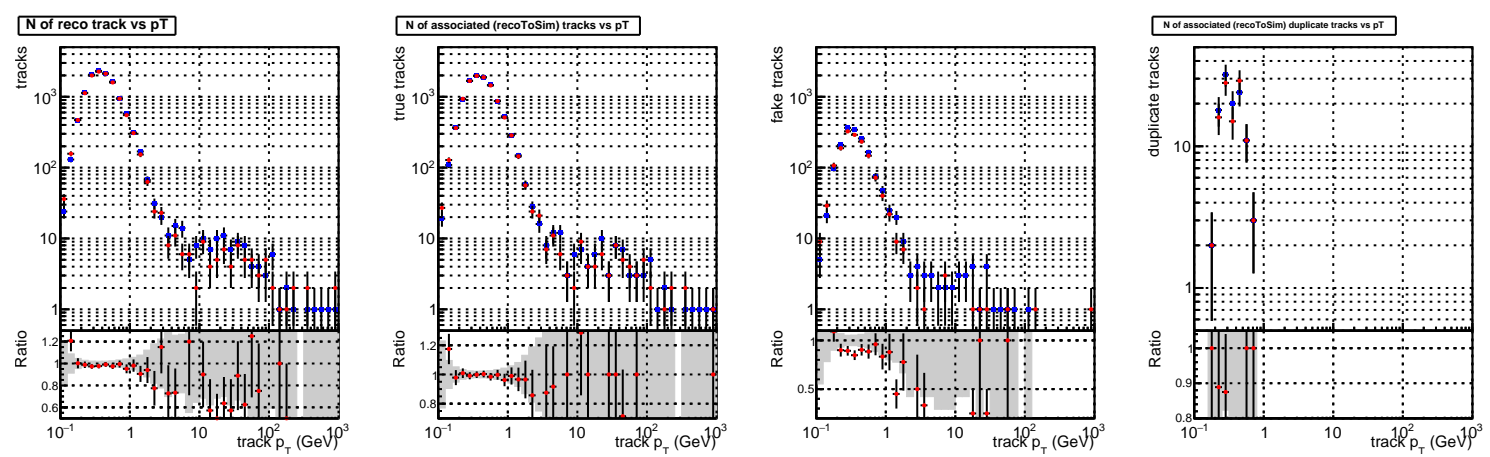 N of reco track vs pT
tracks
10³
10²
10
1
Ratio
1.2
1
0.8
0.6
10⁻¹ 1 10 10² 10³
track p_T (GeV)
N of associated (recoToSim) tracks vs pT
true tracks
10³
10²
10
1
Ratio
1.2
1
0.8
10⁻¹ 1 10 10² 10³
track p_T (GeV)
fake tracks
10³
10²
10
1
Ratio
1
0.5
10⁻¹ 1 10 10² 10³
track p_T (GeV)
N of associated (recoToSim) duplicate tracks vs pT
duplicate tracks
10
1
Ratio
1
0.9
0.8
10⁻¹ 1 10 10² 10³
track p_T (GeV)